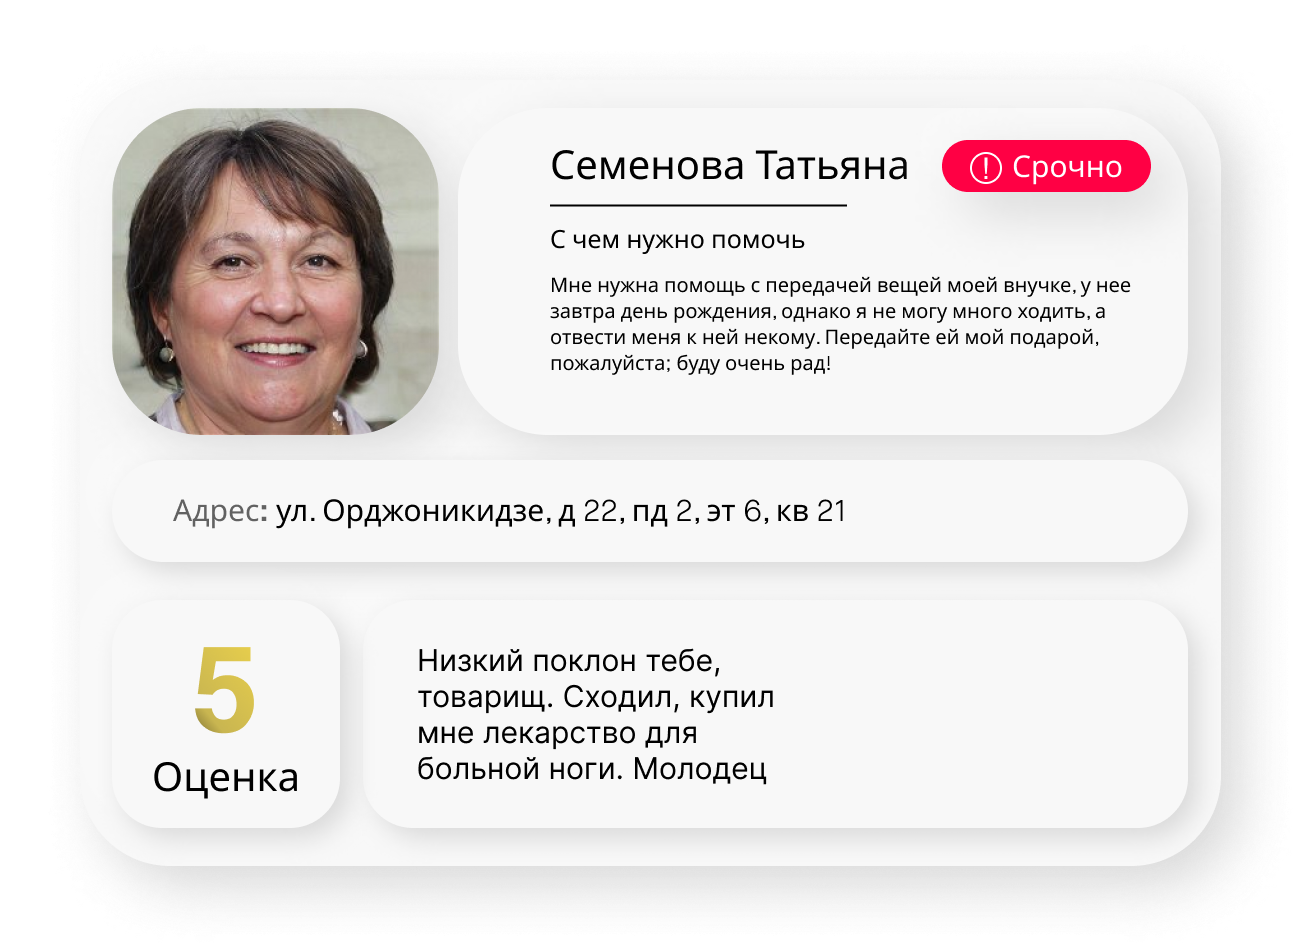 Семенова Татьяна
Срочно
С чем нужно помочь
Мне нужна помощь с передачей вещей моей внучке, у нее
завтра день рождения, однако я не могу много ходить, а
отвести меня к ней некому. Передайте ей мой подарой,
пожалуйста; буду очень рад!
Адрес: ул. Орджоникидзе, д 22, пд 2, эт 6, кв 21
5
Оценка
Низкий поклон тебе,
товарищ. Сходил, купил
мне лекарство для
больной ноги. Молодец